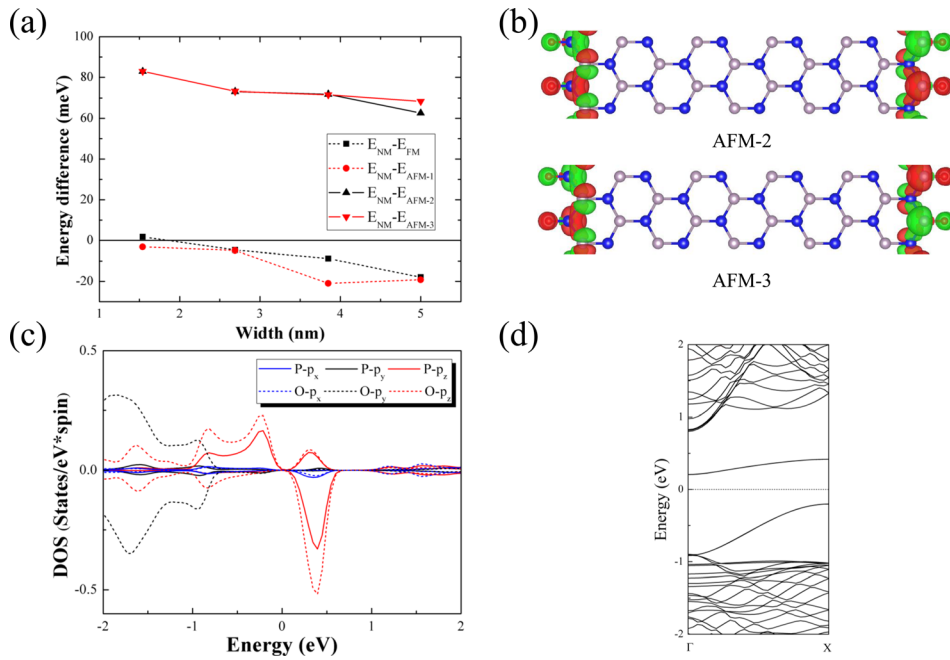 (a)
100
80
60
40
20
0
-20
1 2 3 4 5
Energy difference (meV)
Width (nm)
E_NM-E_FM
E_NM-E_AFM-1
E_NM-E_AFM-2
E_NM-E_AFM-3
(b)
AFM-2
AFM-3
(c)
0.5
0.0
-0.5
-2 -1 0 1 2
DOS (States/eV*spin)
Energy (eV)
P-p_x P-p_y P-p_z
O-p_x O-p_y O-p_z
(d)
2
1
0
-1
-2
Energy (eV)
Γ X